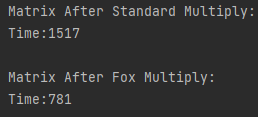 Matrix After Standard Multiply:
Time:1517
Matrix After Fox Multiply:
Time:781